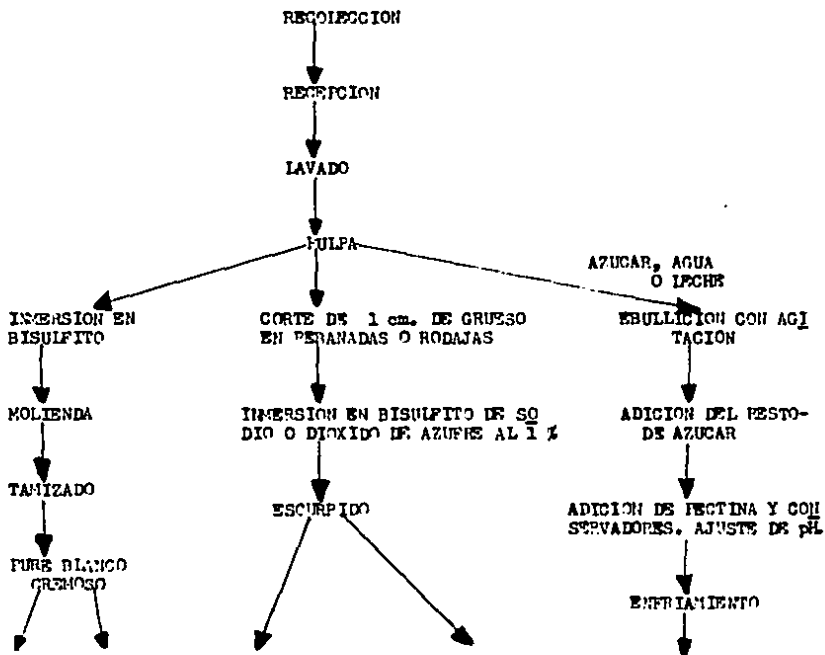 RECOLECCION
RECEPCION
LAVADO
PULPA
AZUCAR, AGUA
O LECHE
INMERSION EN
BISULFITO
CORTE DE 1 cm. DE GRUESO
EN REBANADAS O RODAJAS
EBULLICION CON AGI
TACION
MOLIENDA
INMERSION EN BISULFITO DE SO
DIO O DIOXIDO DE AZUFRE AL 1 %
ADICION DEL RESTO-
DE AZUCAR
TAMIZADO
ESCURRIDO
ADICION DE PECTINA Y CON
SERVADORES. AJUSTE DE pH.
PURE BLANCO
CREMOSO
ENFRIAMIENTO